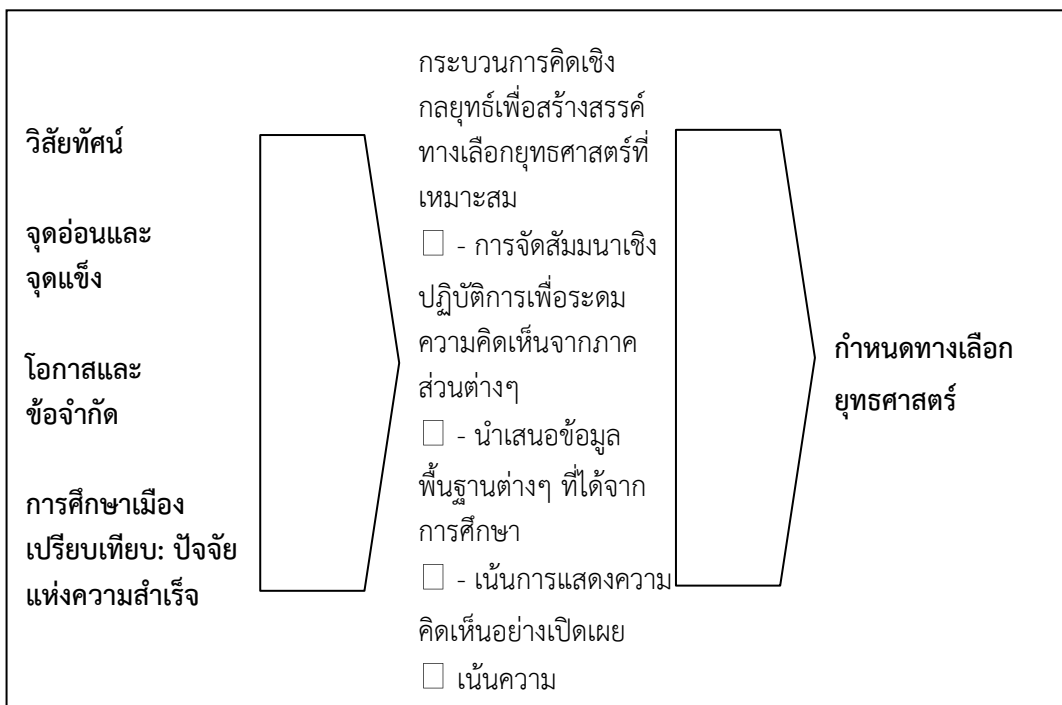 วิสัยทัศน์
จุดอ่อนและ
จุดแข็ง
โอกาสและ
ข้อจำกัด
การศึกษาเมือง
เปรียบเทียบ: ปัจจัย
แห่งความสำเร็จ
กระบวนการคิดเชิง
กลยุทธ์เพื่อสร้างสรรค์
ทางเลือกยุทธศาสตร์ที่
เหมาะสม
□ - การจัดสัมมนาเชิง
ปฏิบัติการเพื่อระดม
ความคิดเห็นจากภาค
ส่วนต่างๆ
□ - นำเสนอข้อมูล
พื้นฐานต่างๆ ที่ได้จาก
การศึกษา
□ - เน้นการแสดงความ
คิดเห็นอย่างเปิดเผย
□ เน้นความ
กำหนดทางเลือก
ยุทธศาสตร์